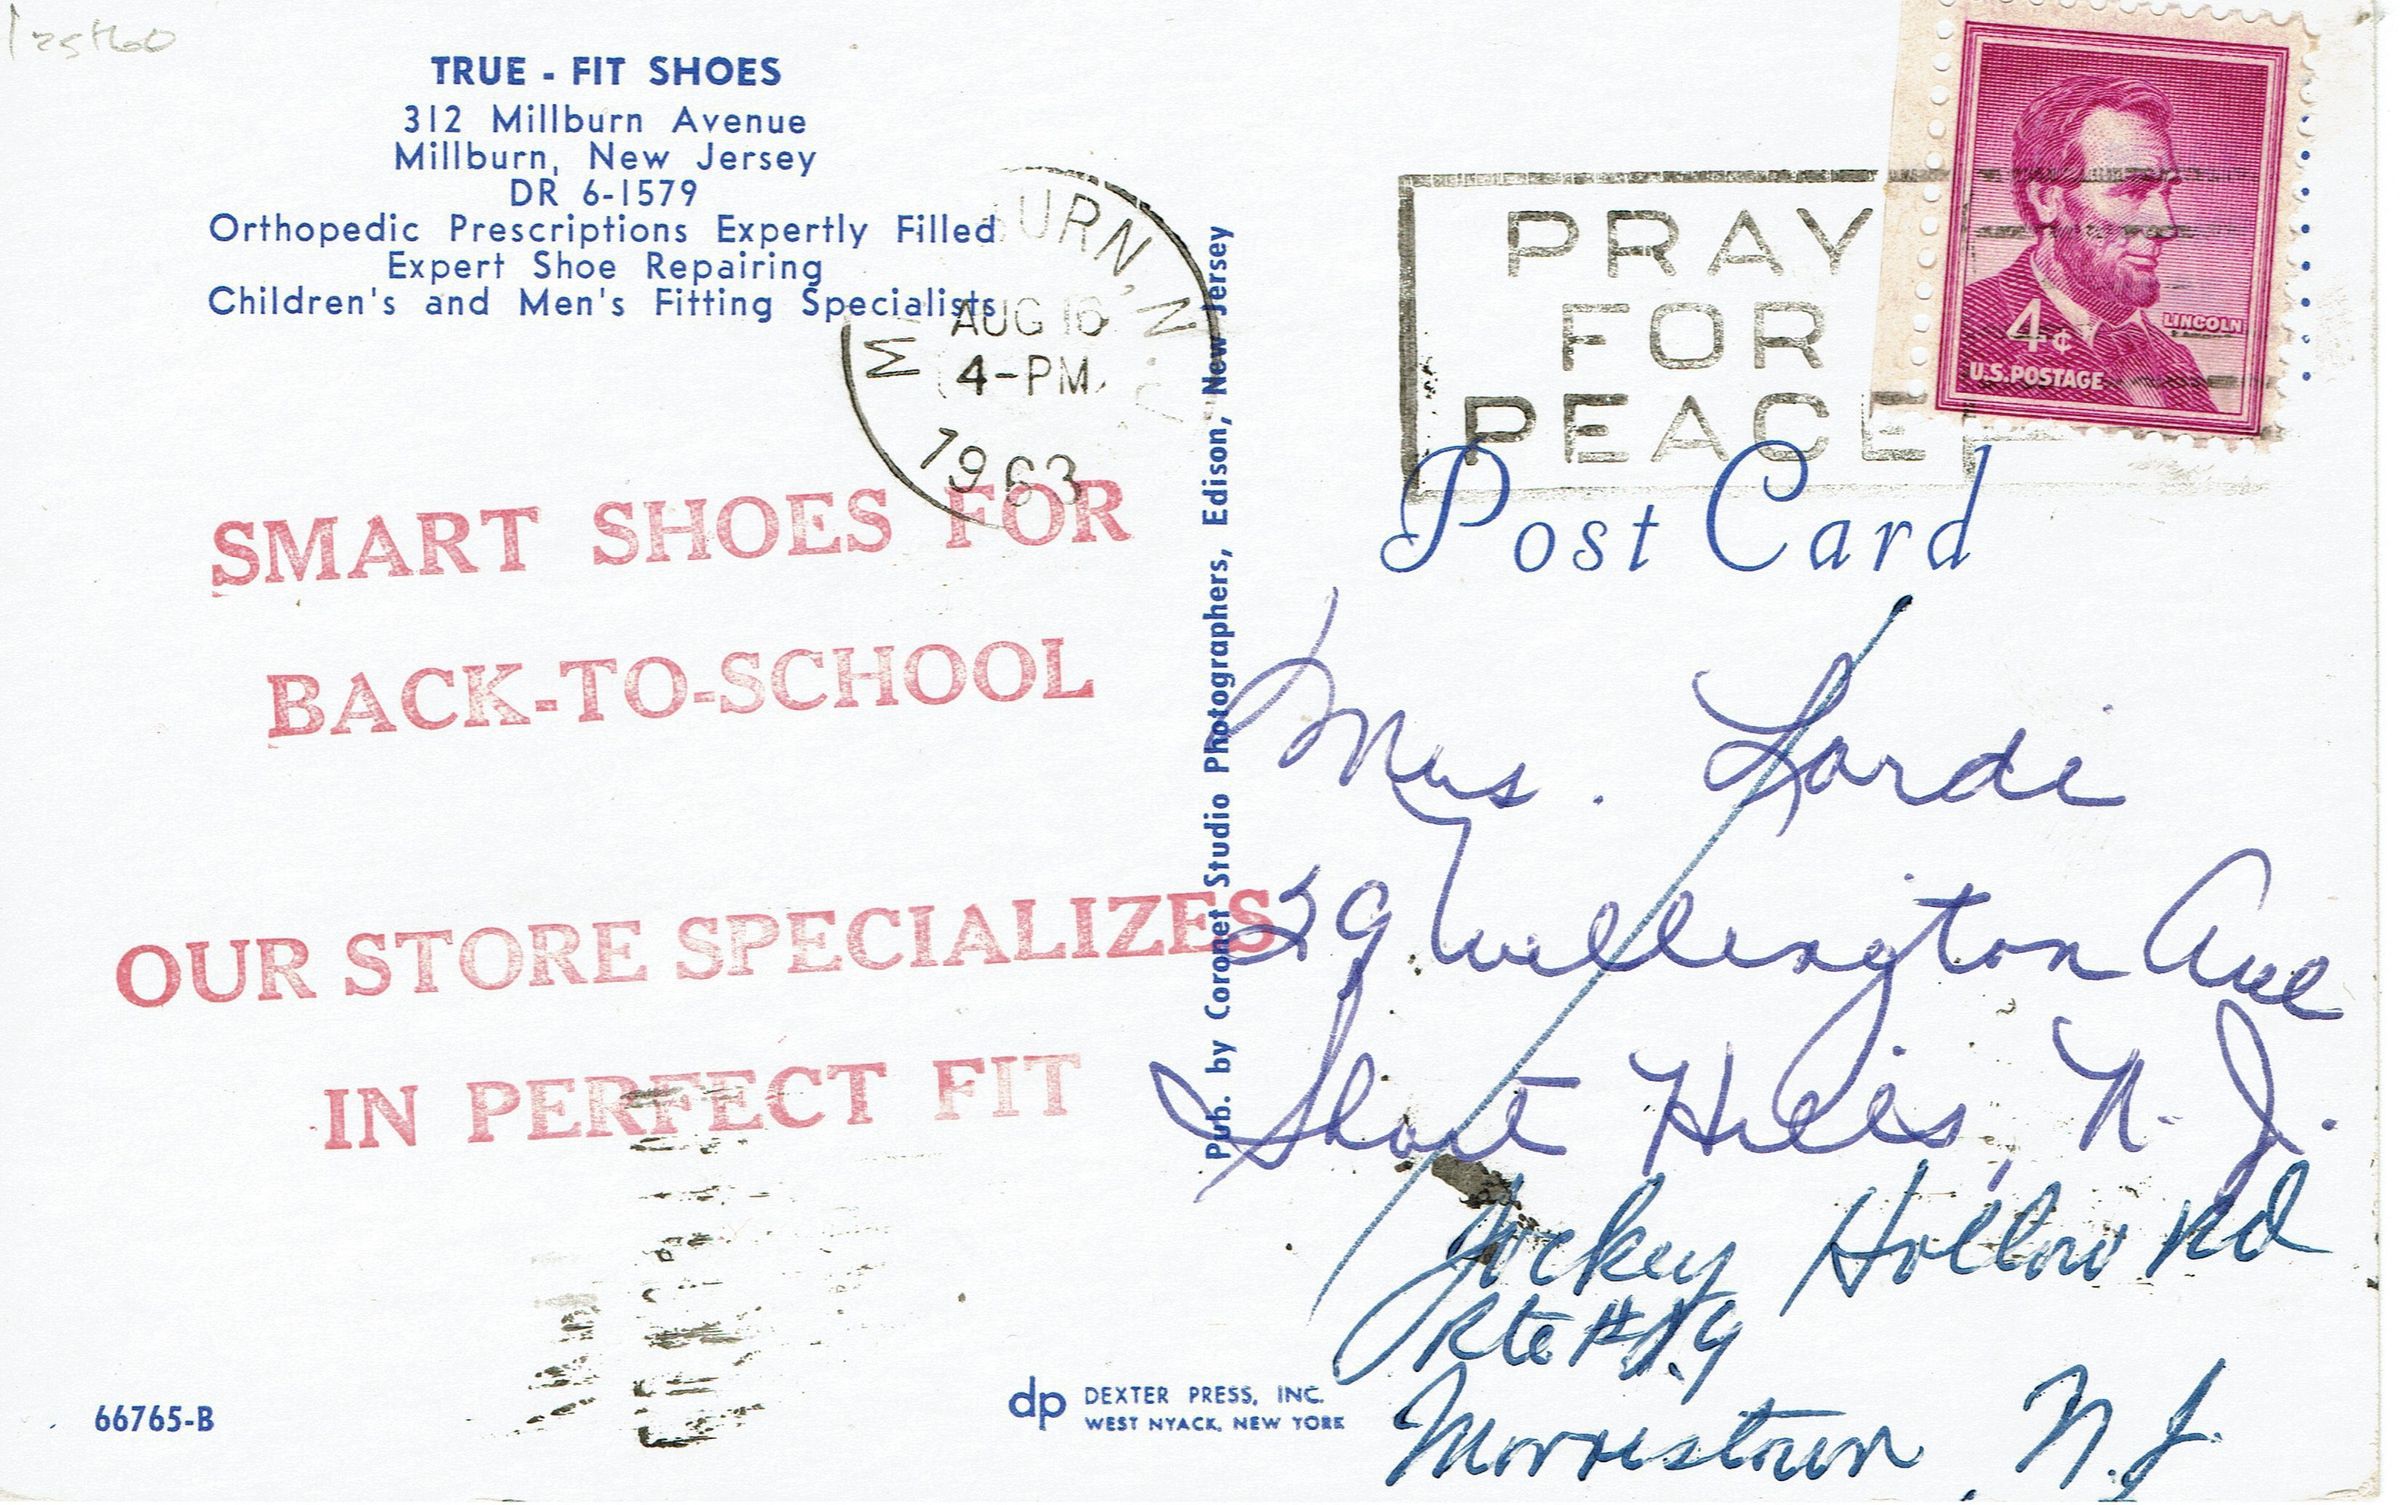 TRUE - FIT SHOES
312 Millburn Avenue
Millburn, New Jersey
DR 6-1579
Orthopedic Prescriptions Expertly Filled
Expert Shoe Repairing
Children's and Men's Fitting Specialists
AUG 16
4-PM
1963
PRAY
FOR
PEACE
4¢
LINCOLN
U.S.POSTAGE
Post Card
SMART SHOES FOR
BACK-TO-SCHOOL
OUR STORE SPECIALIZES
IN PERFECT FIT
Pub. by Coronet Studio Photographers, Edison, New Jersey
Mrs. Lordi
29 Wellington Ave
Short Hills, N.J.
Jockey Hollow Rd
Rte #
Morristown N.J.
66765-B
dp DEXTER PRESS, INC.
WEST NYACK, NEW YORK